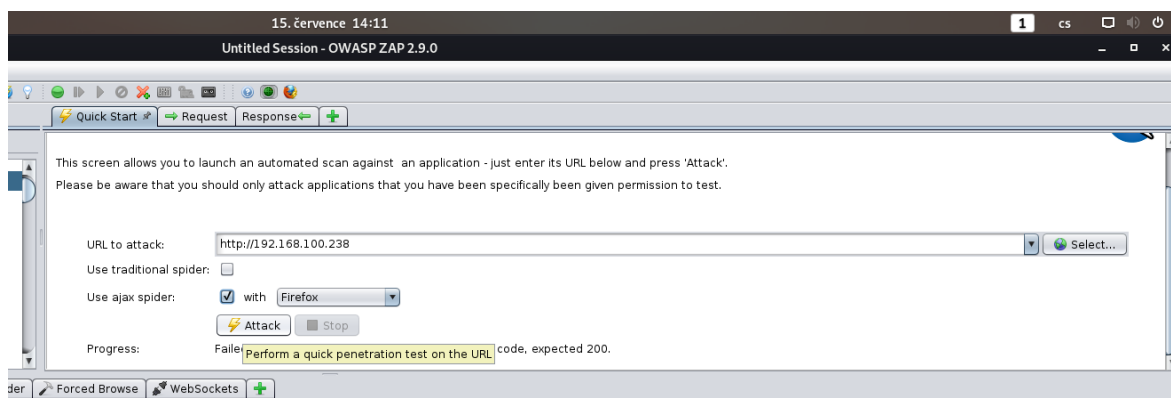 15. července 14:11
1 cs
Untitled Session - OWASP ZAP 2.9.0
Quick Start Request Response
This screen allows you to launch an automated scan against an application - just enter its URL below and press 'Attack'.
Please be aware that you should only attack applications that you have been specifically been given permission to test.
URL to attack: http://192.168.100.238 Select...
Use traditional spider:
Use ajax spider: with Firefox
Attack Stop
Progress: code, expected 200.
Perform a quick penetration test on the URL
Forced Browse WebSockets